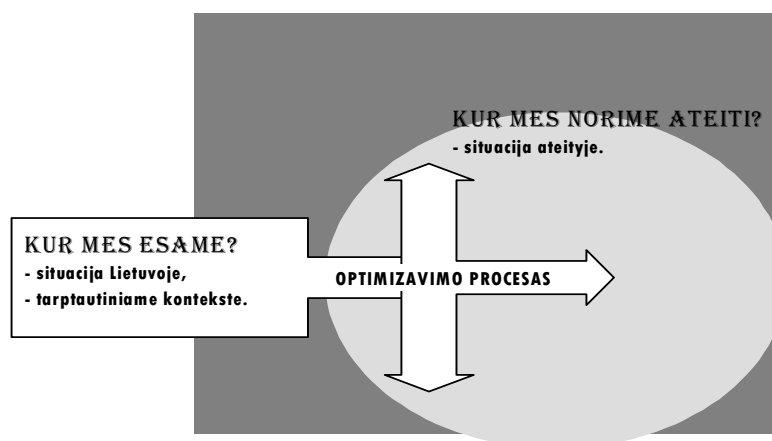 KUR MES NORIME ATEITI?
- situacija ateityje.
KUR MES ESAME?
- situacija Lietuvoje,
- tarptautiniame kontekste.
OPTIMIZAVIMO PROCESAS